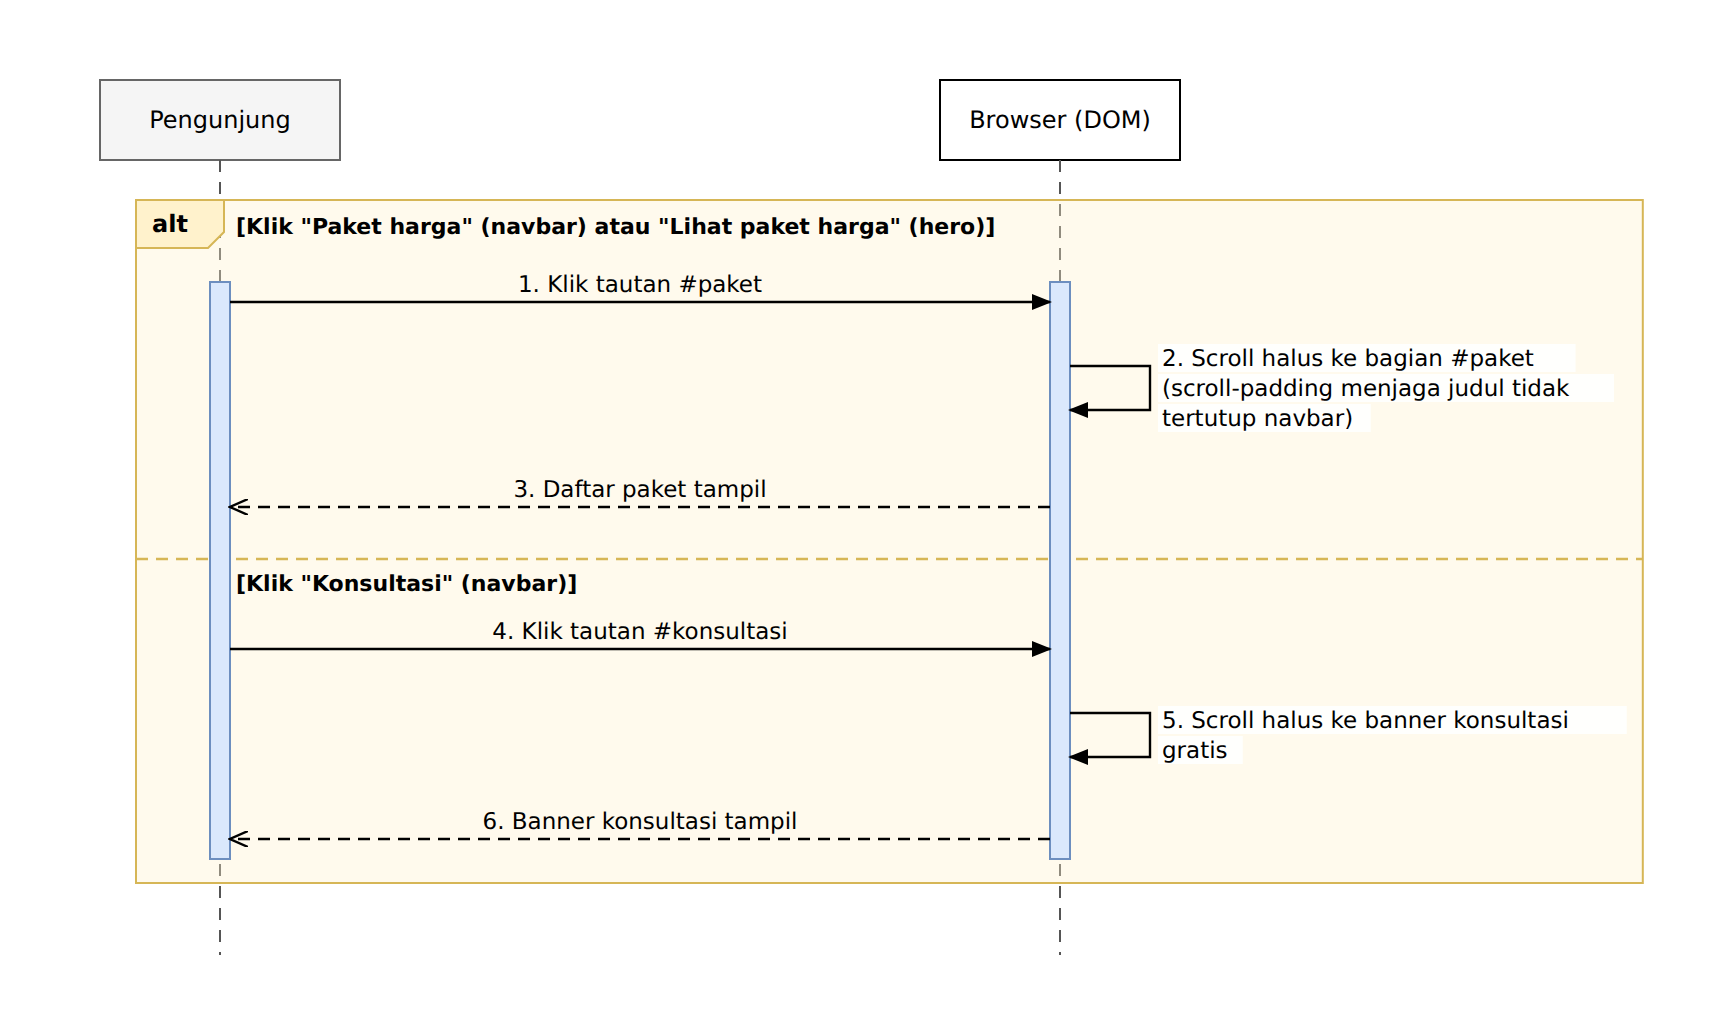 Pengunjung
Browser (DOM)
alt
[Klik "Paket harga" (navbar) atau "Lihat paket harga" (hero)]
1. Klik tautan #paket
2. Scroll halus ke bagian #paket
(scroll-padding menjaga judul tidak
tertutup navbar)
3. Daftar paket tampil
[Klik "Konsultasi" (navbar)]
4. Klik tautan #konsultasi
5. Scroll halus ke banner konsultasi
gratis
6. Banner konsultasi tampil